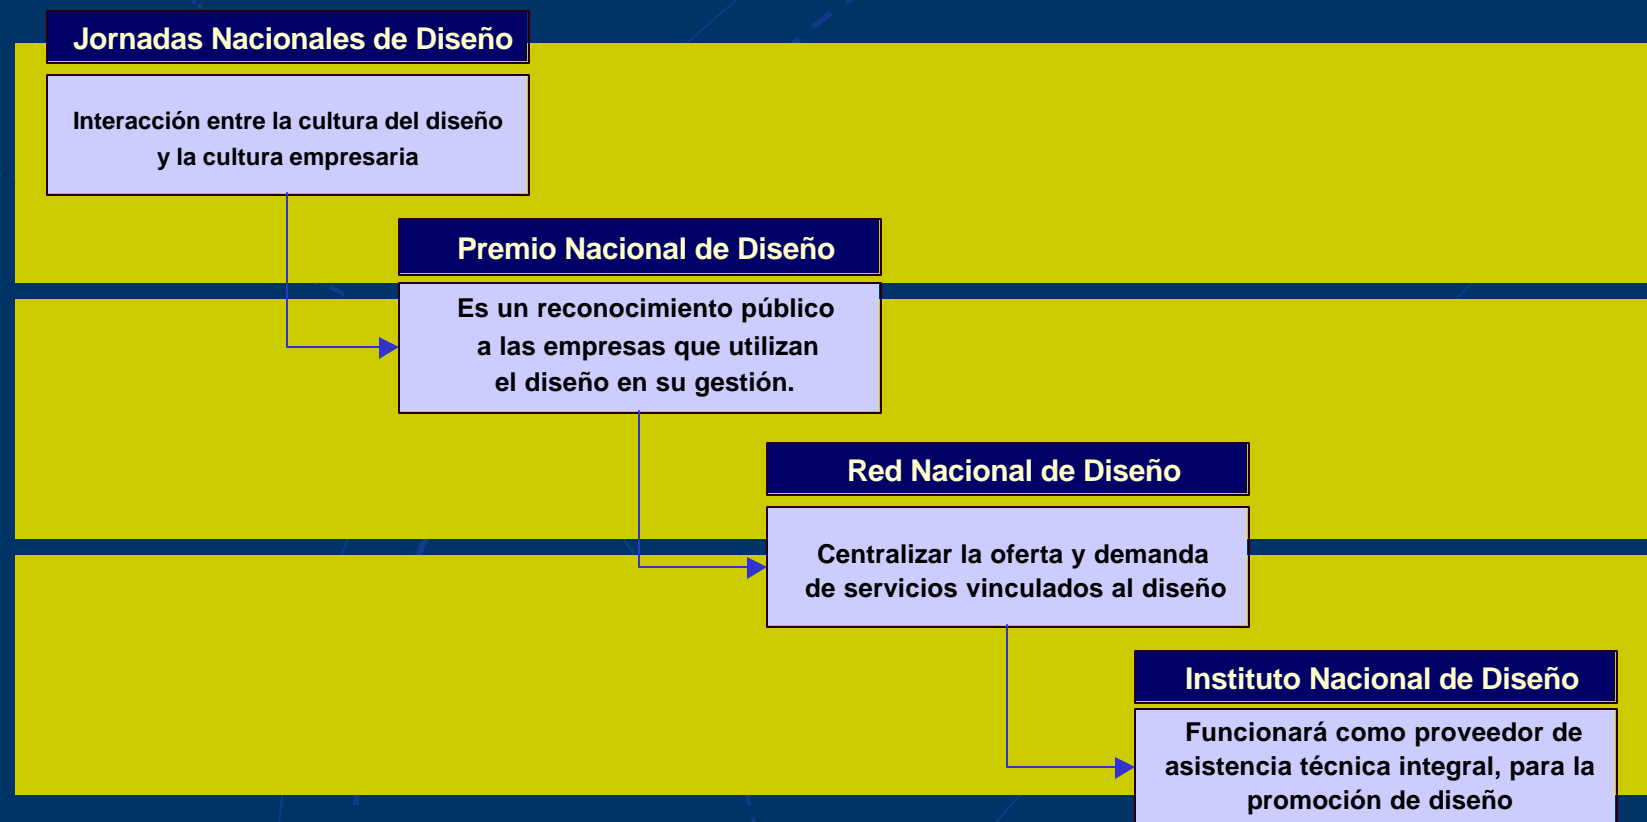 Jornadas Nacionales de Diseño
Interacción entre la cultura del diseño
y la cultura empresaria
Premio Nacional de Diseño
Es un reconocimiento público
a las empresas que utilizan
el diseño en su gestión.
Red Nacional de Diseño
Centralizar la oferta y demanda
de servicios vinculados al diseño
Instituto Nacional de Diseño
Funcionará como proveedor de
asistencia técnica integral, para la
promoción de diseño